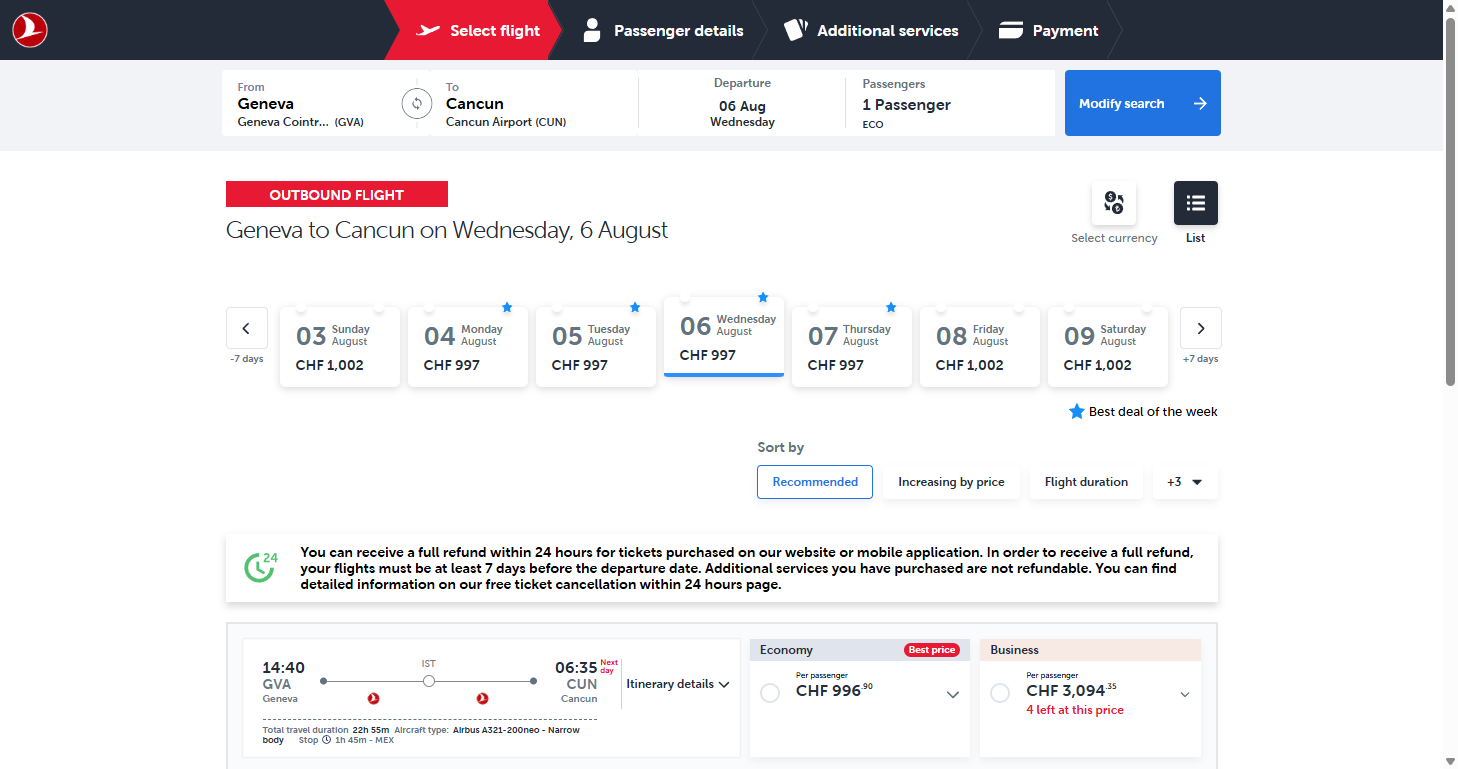 Select flight
Passenger details
Additional services
Payment
From
Geneva
Geneva Cointr... (GVA)
To
Cancun
Cancun Airport (CUN)
Departure
06 Aug
Wednesday
Passengers
1 Passenger
ECO
Modify search
OUTBOUND FLIGHT
Geneva to Cancun on Wednesday, 6 August
Select currency
List
-7 days
03 Sunday August
CHF 1,002
04 Monday August
CHF 997
05 Tuesday August
CHF 997
06 Wednesday August
CHF 997
07 Thursday August
CHF 997
08 Friday August
CHF 1,002
09 Saturday August
CHF 1,002
+7 days
Best deal of the week
Sort by
Recommended
Increasing by price
Flight duration
+3
24
You can receive a full refund within 24 hours for tickets purchased on our website or mobile application. In order to receive a full refund,
your flights must be at least 7 days before the departure date. Additional services you have purchased are not refundable. You can find
detailed information on our free ticket cancellation within 24 hours page.
14:40
GVA
Geneva
IST
06:35 Next day
CUN
Cancun
Itinerary details
Total travel duration 22h 55m Aircraft type: Airbus A321-200neo - Narrow
body Stop 1h 45m - MEX
Economy
Best price
Per passenger
CHF 996.90
Business
Per passenger
CHF 3,094.35
4 left at this price